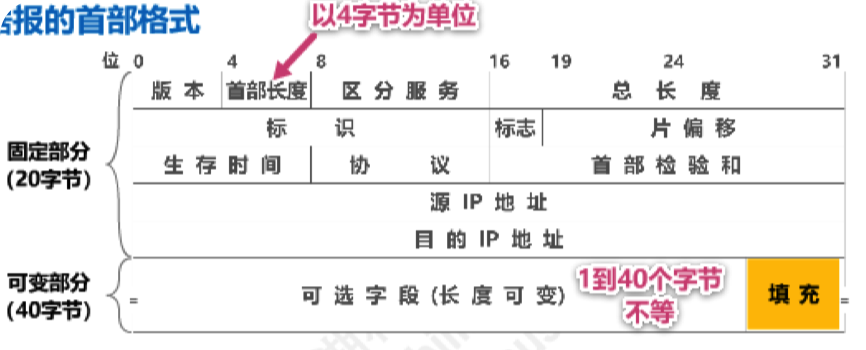 报的首部格式
以4字节为单位
位 0 4 8 16 19 24 31
版本 首部长度 区分服务 总长度
标识 标志 片偏移
固定部分
(20字节)
生存时间 协议 首部检验和
源 IP 地址
目的 IP 地址
可变部分
(40字节)
= 可选字段 (长度可变) 1到40个字节
不等
填充 =